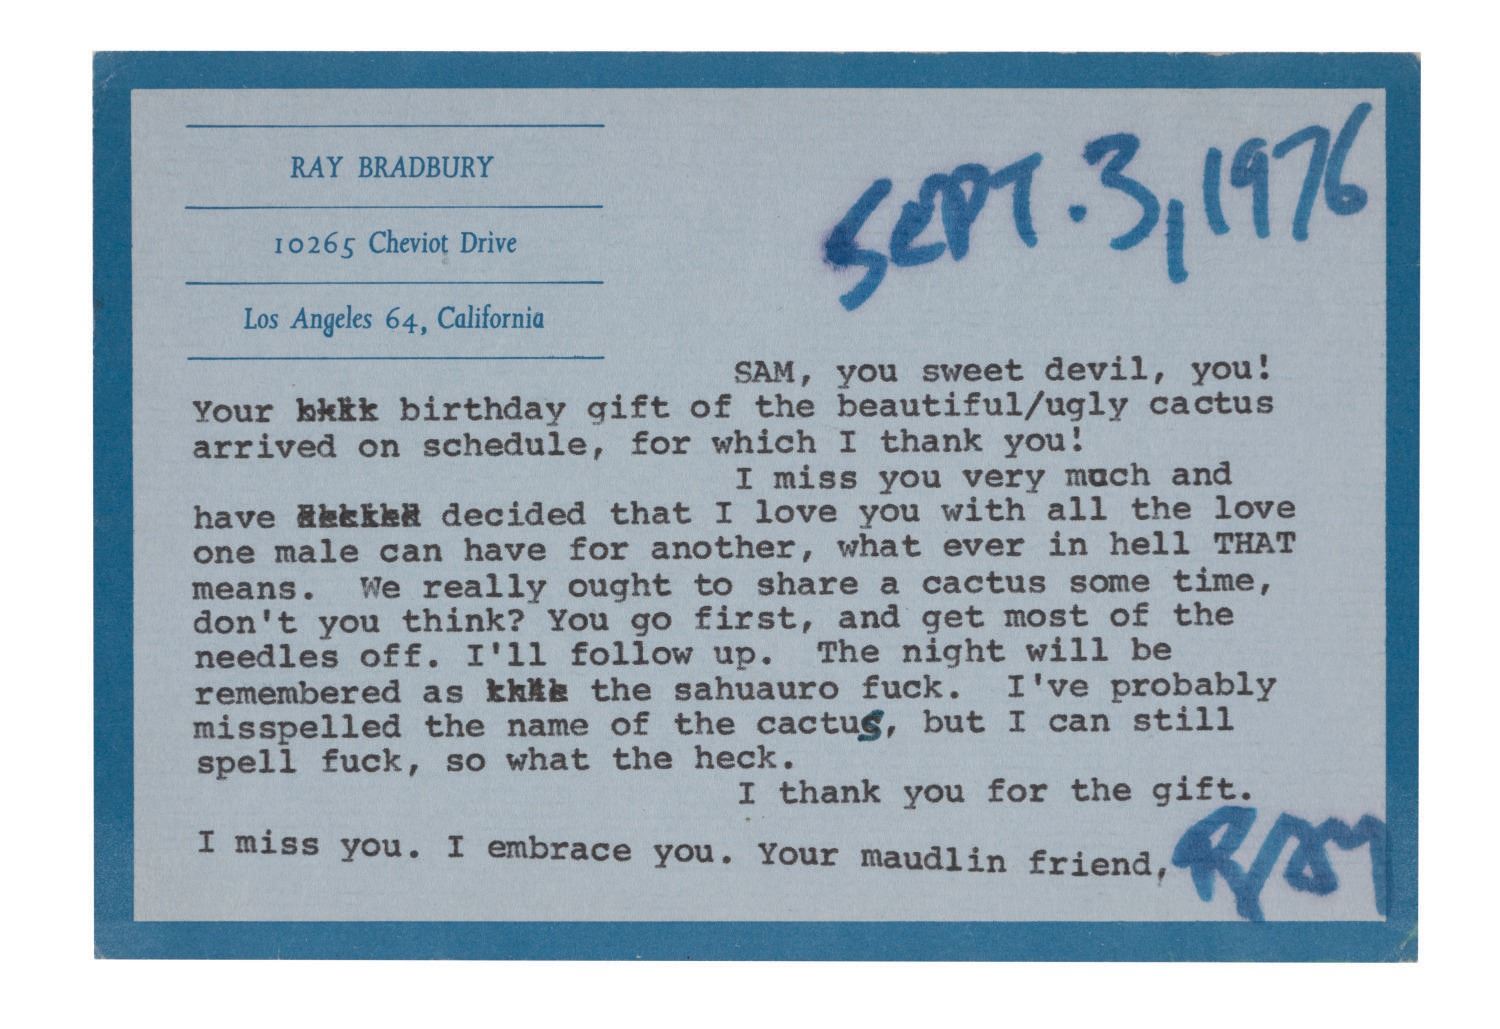 RAY BRADBURY
10265 Cheviot Drive
Los Angeles 64, California
SEPT. 3, 1976
SAM, you sweet devil, you!
Your birthday gift of the beautiful/ugly cactus
arrived on schedule, for which I thank you!
I miss you very much and
have decided that I love you with all the love
one male can have for another, what ever in hell THAT
means. We really ought to share a cactus some time,
don't you think? You go first, and get most of the
needles off. I'll follow up. The night will be
remembered as the sahuauro fuck. I've probably
misspelled the name of the cactus, but I can still
spell fuck, so what the heck.
I thank you for the gift.
I miss you. I embrace you. Your maudlin friend,
Ray